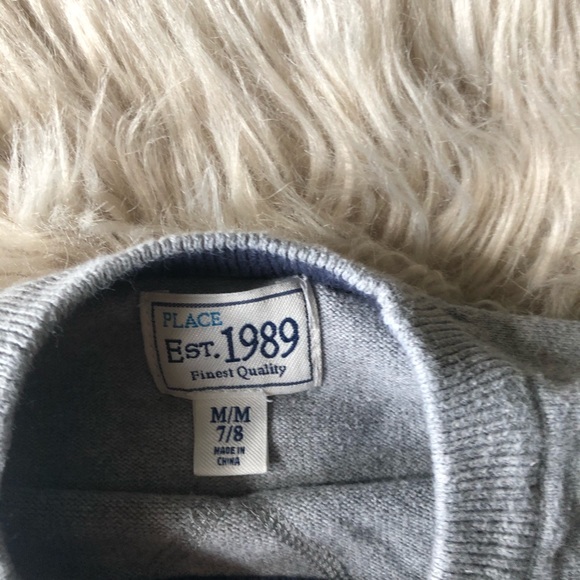 PLACE
EST. 1989
Finest Quality
M/M
7/8
MADE IN
CHINA